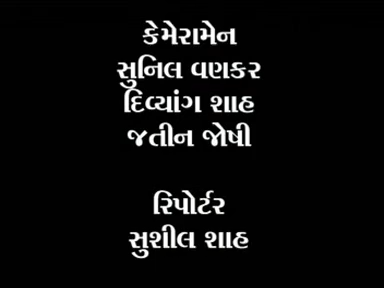 કેમેરામેન
સુનિલ વણકર
દિવ્યાંગ શાહ
જતીન જોષી
રિપોર્ટર
સુશીલ શાહ